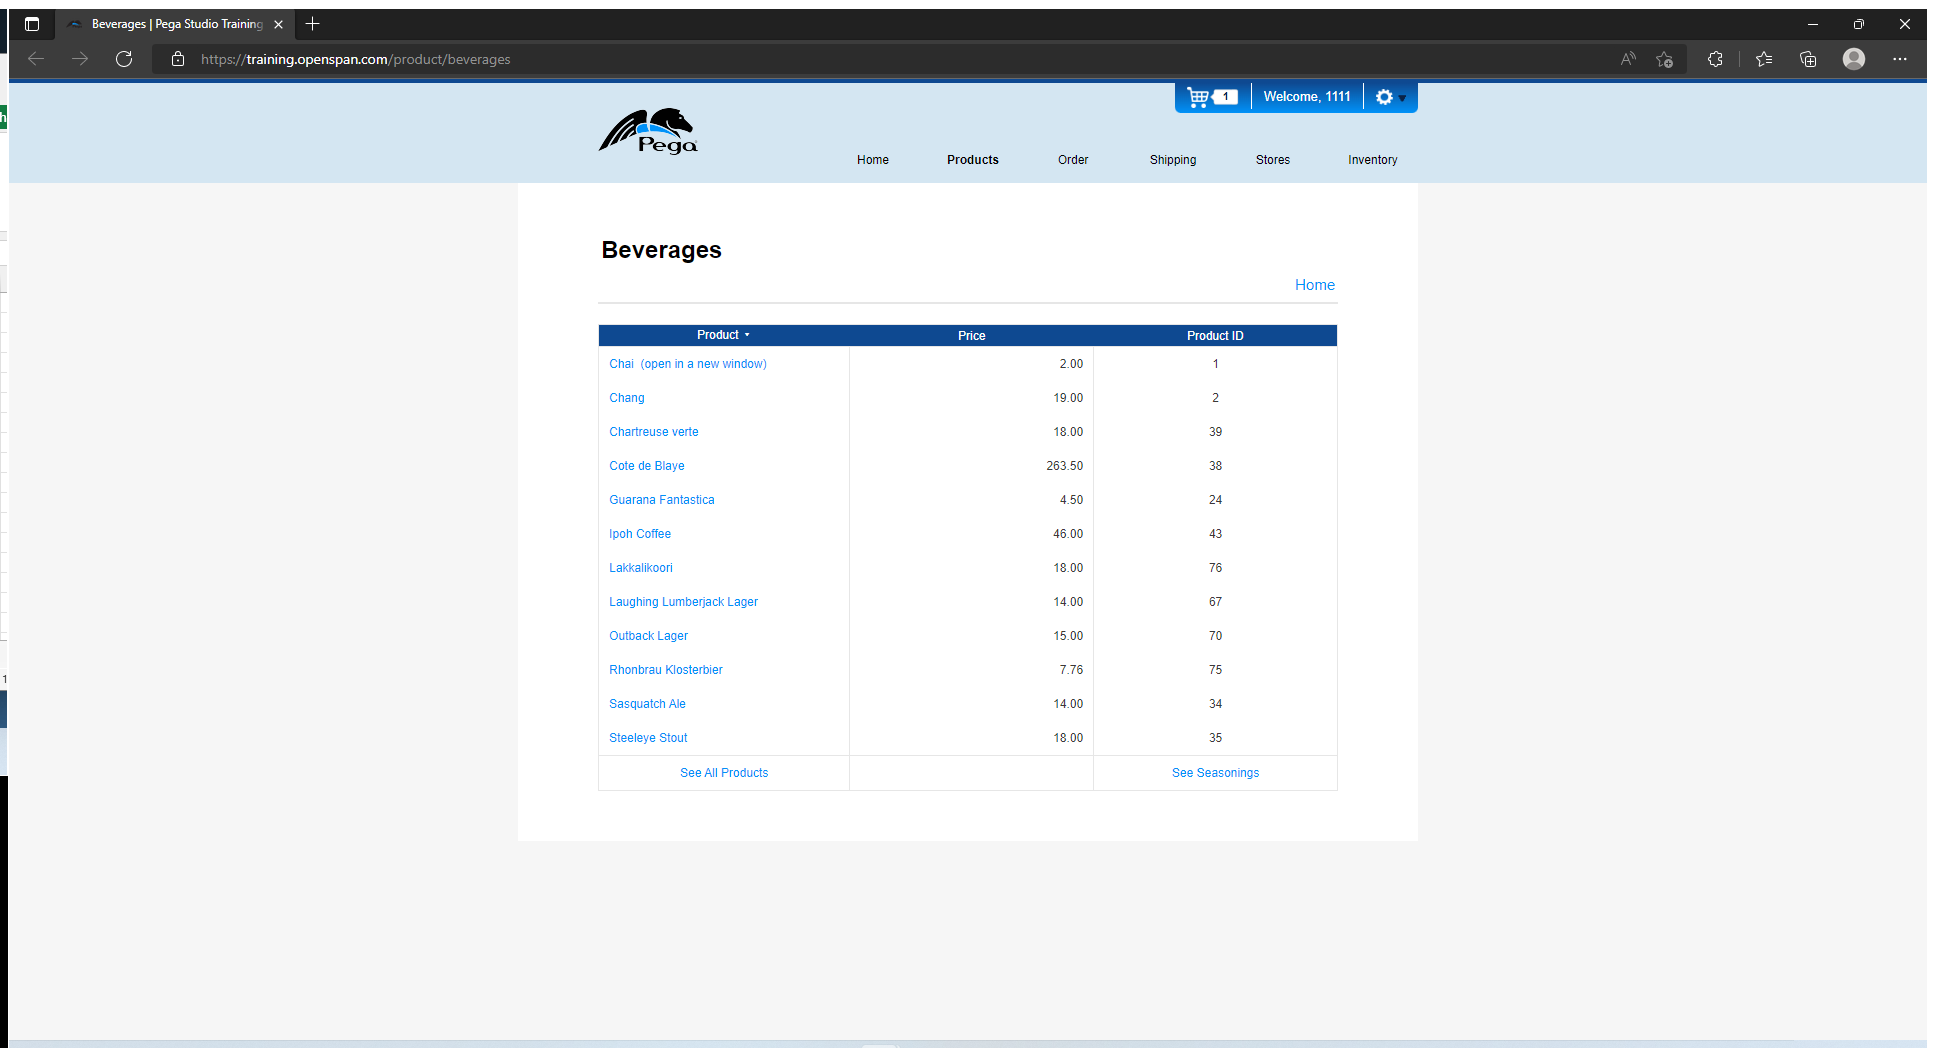 Beverages | Pega Studio Training
https://training.openspan.com/product/beverages
1 Welcome, 1111
Pega
Home Products Order Shipping Stores Inventory
Beverages
Home
Product Price Product ID
Chai (open in a new window) 2.00 1
Chang 19.00 2
Chartreuse verte 18.00 39
Cote de Blaye 263.50 38
Guarana Fantastica 4.50 24
Ipoh Coffee 46.00 43
Lakkalikoori 18.00 76
Laughing Lumberjack Lager 14.00 67
Outback Lager 15.00 70
Rhonbrau Klosterbier 7.76 75
Sasquatch Ale 14.00 34
Steeleye Stout 18.00 35
See All Products See Seasonings